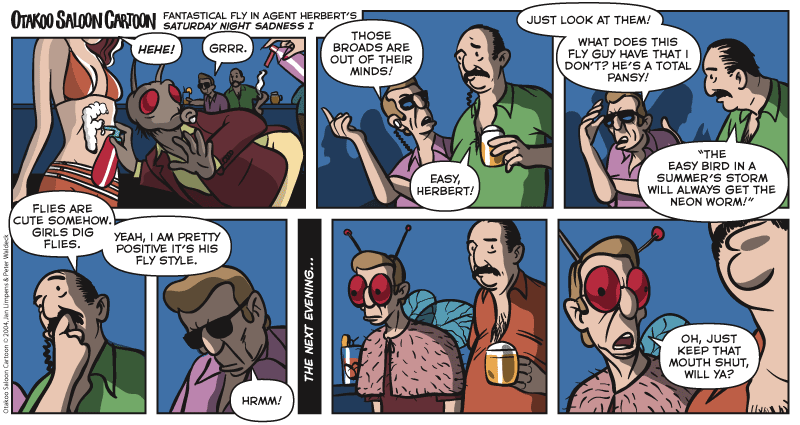 OTAKOO SALOON CARTOON
FANTASTICAL FLY IN AGENT HERBERT'S
SATURDAY NIGHT SADNESS I
HEHE!
GRRR.
THOSE
BROADS ARE
OUT OF THEIR
MINDS!
EASY,
HERBERT!
JUST LOOK AT THEM!
WHAT DOES THIS
FLY GUY HAVE THAT I
DON'T? HE'S A TOTAL
PANSY!
"THE
EASY BIRD IN A
SUMMER'S STORM
WILL ALWAYS GET THE
NEON WORM!"
FLIES ARE
CUTE SOMEHOW.
GIRLS DIG
FLIES.
YEAH, I AM PRETTY
POSITIVE IT'S HIS
FLY STYLE.
HRMM!
THE NEXT EVENING...
OH, JUST
KEEP THAT
MOUTH SHUT,
WILL YA?
Otakoo Saloon Cartoon © 2004, Jan Limpens & Peter Waldeck